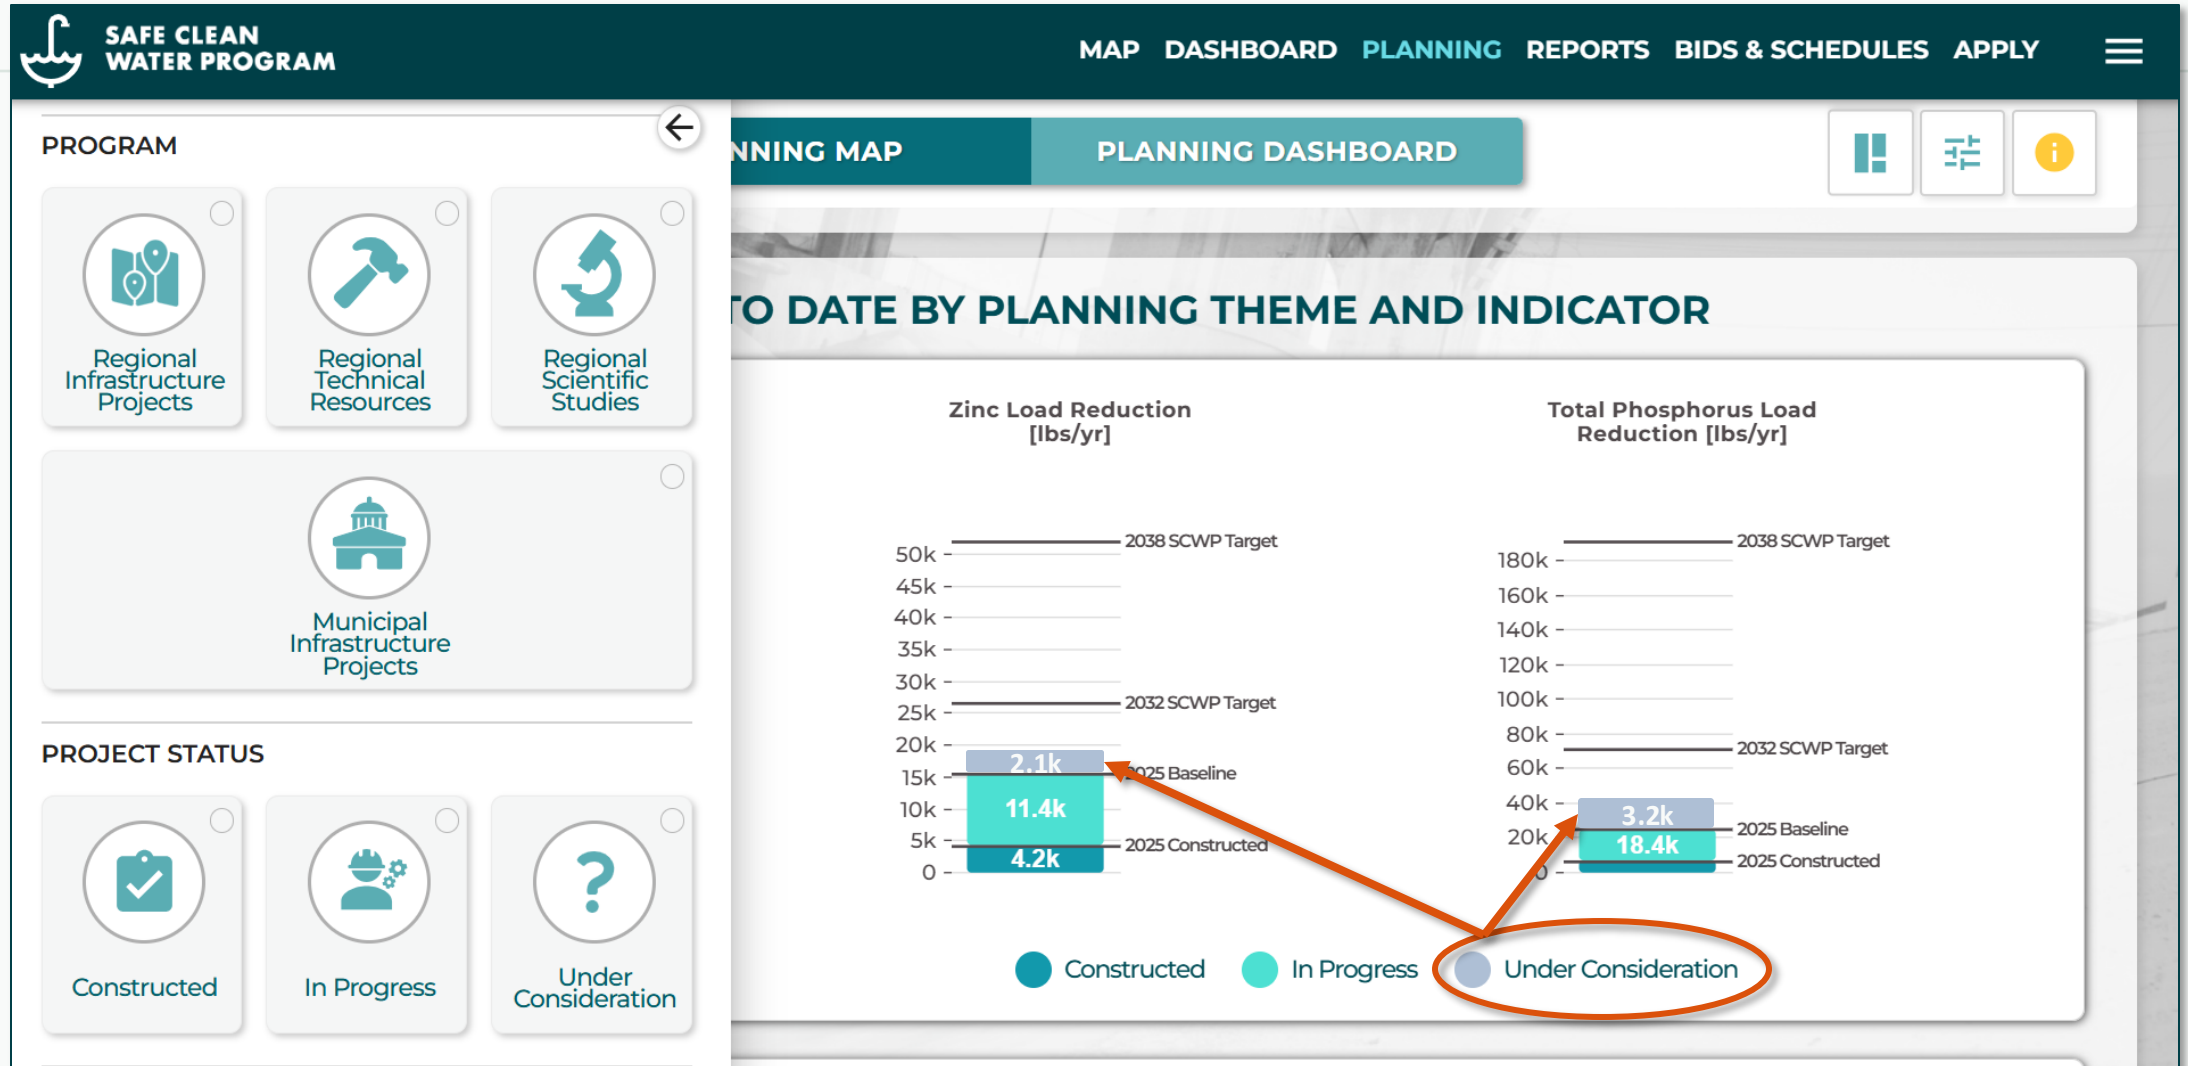 SAFE CLEAN
WATER PROGRAM
MAP DASHBOARD PLANNING REPORTS BIDS & SCHEDULES APPLY
PROGRAM
Regional
Infrastructure
Projects
Regional
Technical
Resources
Regional
Scientific
Studies
Municipal
Infrastructure
Projects
PROJECT STATUS
Constructed
In Progress
Under
Consideration
NNING MAP
PLANNING DASHBOARD
TO DATE BY PLANNING THEME AND INDICATOR
Zinc Load Reduction
[lbs/yr]
50k
45k
40k
35k
30k
25k
20k
15k
10k
5k
0
2038 SCWP Target
2032 SCWP Target
2025 Baseline
2025 Constructed
2.1k
11.4k
4.2k
Total Phosphorus Load
Reduction [lbs/yr]
180k
160k
140k
120k
100k
80k
60k
40k
20k
0
2038 SCWP Target
2032 SCWP Target
2025 Baseline
2025 Constructed
3.2k
18.4k
Constructed
In Progress
Under Consideration